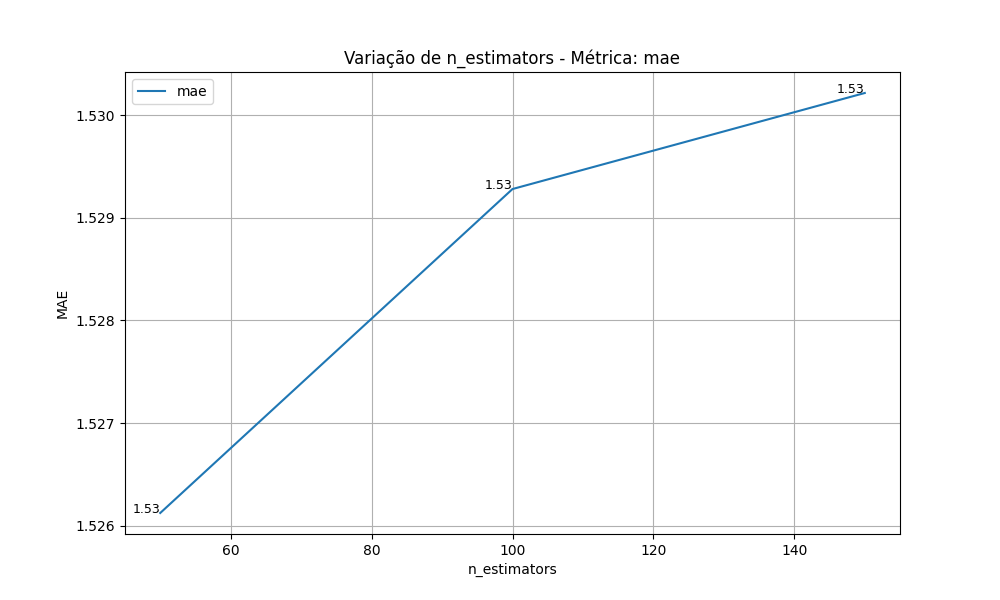 Variação de n_estimators - Métrica: mae
mae
1.53
1.530
1.53
1.529
1.528
MAE
1.527
1.53
1.526
60 80 100 120 140
n_estimators